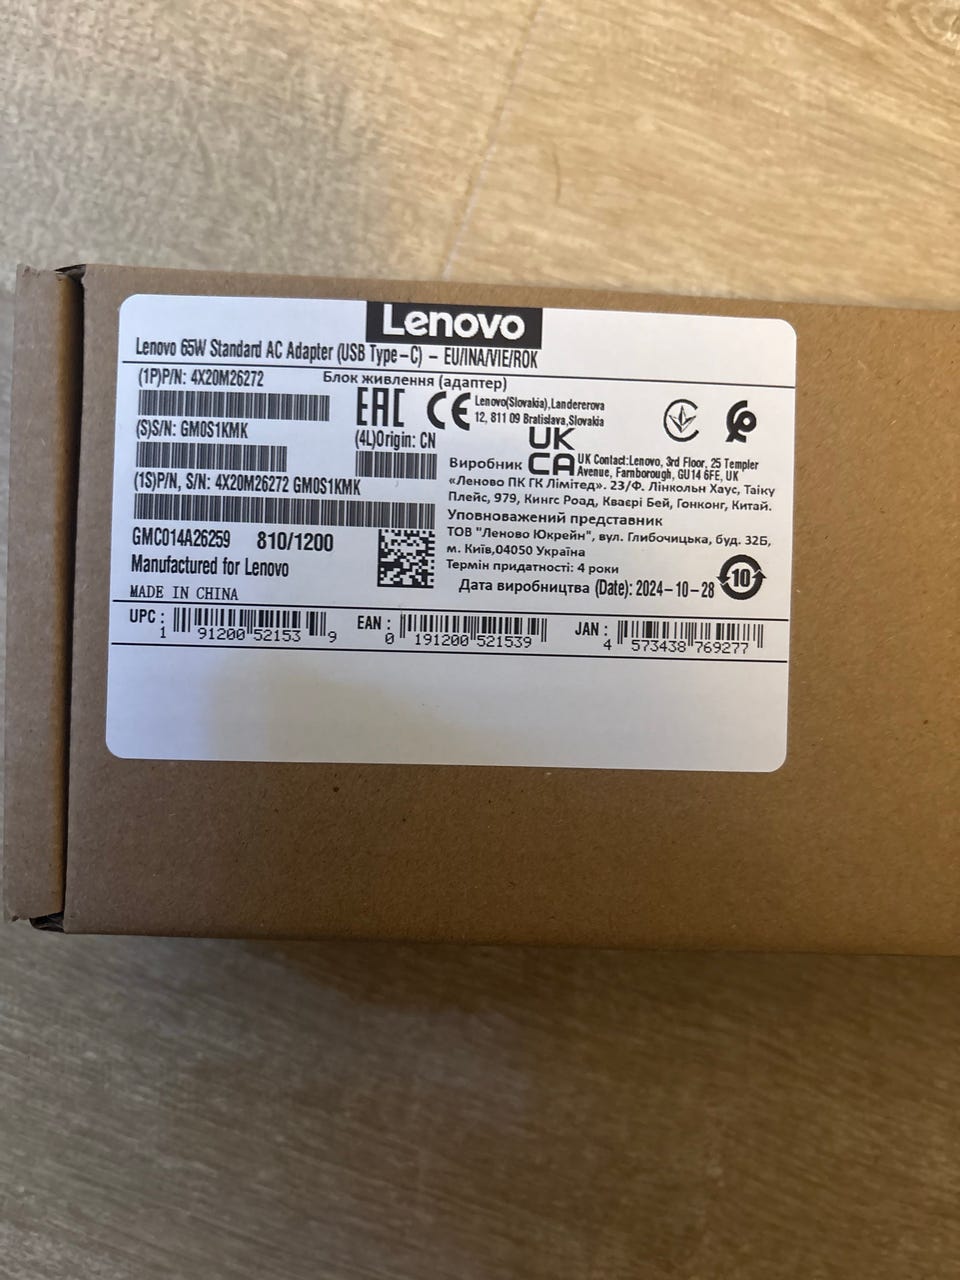 Lenovo
Lenovo 65W Standard AC Adapter (USB Type-C) - EU/INA/VIE/ROK
(1P)P/N: 4X20M26272
Блок живлення (адаптер)
EAC
CE
Lenovo(Slovakia),Landererova
12, 811 09 Bratislava,Slovakia
(S)S/N: GM0S1KMK
(4L)Origin: CN
UK
CA
UK Contact:Lenovo, 3rd Floor, 25 Templer
Avenue, Farnborough, GU14 6FE, UK
(1S)P/N, S/N: 4X20M26272 GM0S1KMK
Виробник
«Леново ПК ГК Лімітед». 23/Ф. Лінкольн Хаус, Таіку
Плейс, 979, Кингс Роад, Кваєрі Бей, Гонконг, Китай.
Уповноважений представник
ТОВ "Леново Юкрейн", вул. Глибочицька, буд. 32Б,
м. Київ,04050 Україна
Термін придатності: 4 роки
Дата виробництва (Date): 2024-10-28
10
GMC014A26259 810/1200
Manufactured for Lenovo
MADE IN CHINA
UPC : 1 91200 52153 9
EAN : 0 191200 521539
JAN : 4 573438 769277